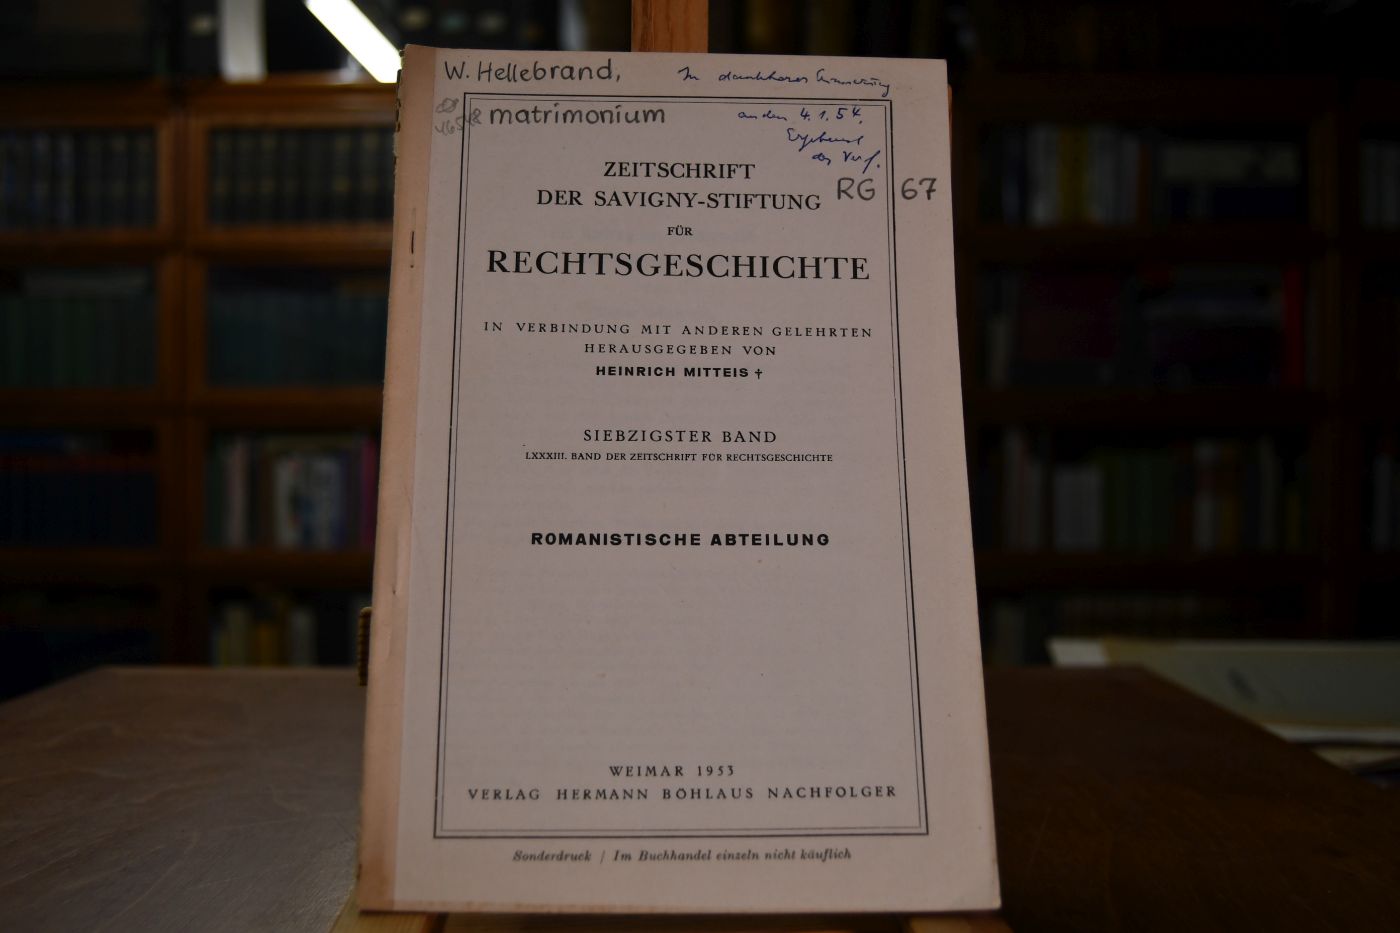 W. Hellebrand,
In dankbarer Erinnerung
matrimonium
an den 4. 1. 54.
Ergebenst
der Verf.
ZEITSCHRIFT
DER SAVIGNY-STIFTUNG
RG 67
FÜR
RECHTSGESCHICHTE
IN VERBINDUNG MIT ANDEREN GELEHRTEN
HERAUSGEGEBEN VON
HEINRICH MITTEIS †
SIEBZIGSTER BAND
LXXXIII. BAND DER ZEITSCHRIFT FÜR RECHTSGESCHICHTE
ROMANISTISCHE ABTEILUNG
WEIMAR 1953
VERLAG HERMANN BÖHLAUS NACHFOLGER
Sonderdruck / Im Buchhandel einzeln nicht käuflich